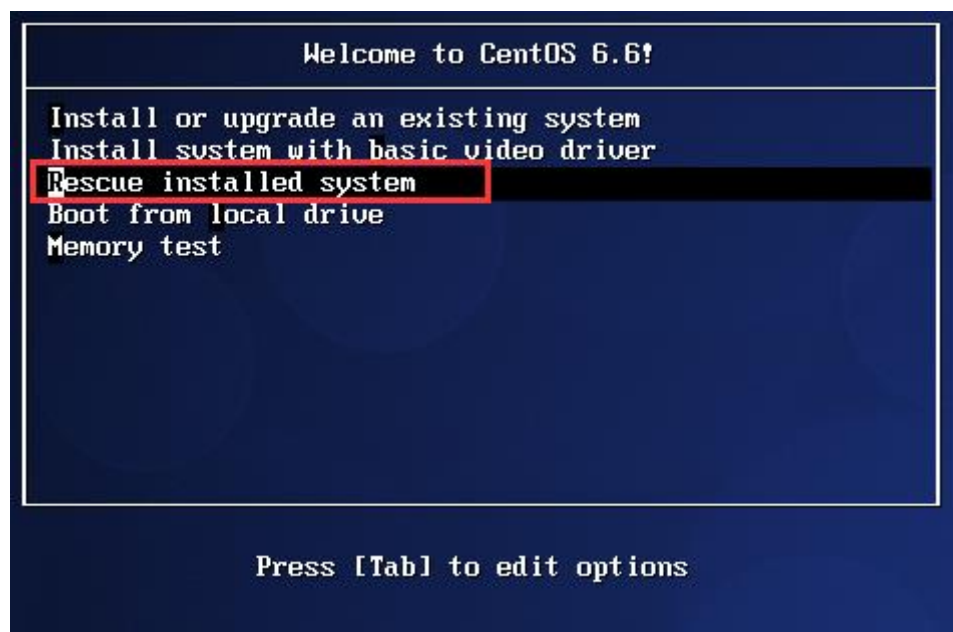 Welcome to CentOS 6.6!
Install or upgrade an existing system
Install system with basic video driver
Rescue installed system
Boot from local drive
Memory test
Press [Tab] to edit options